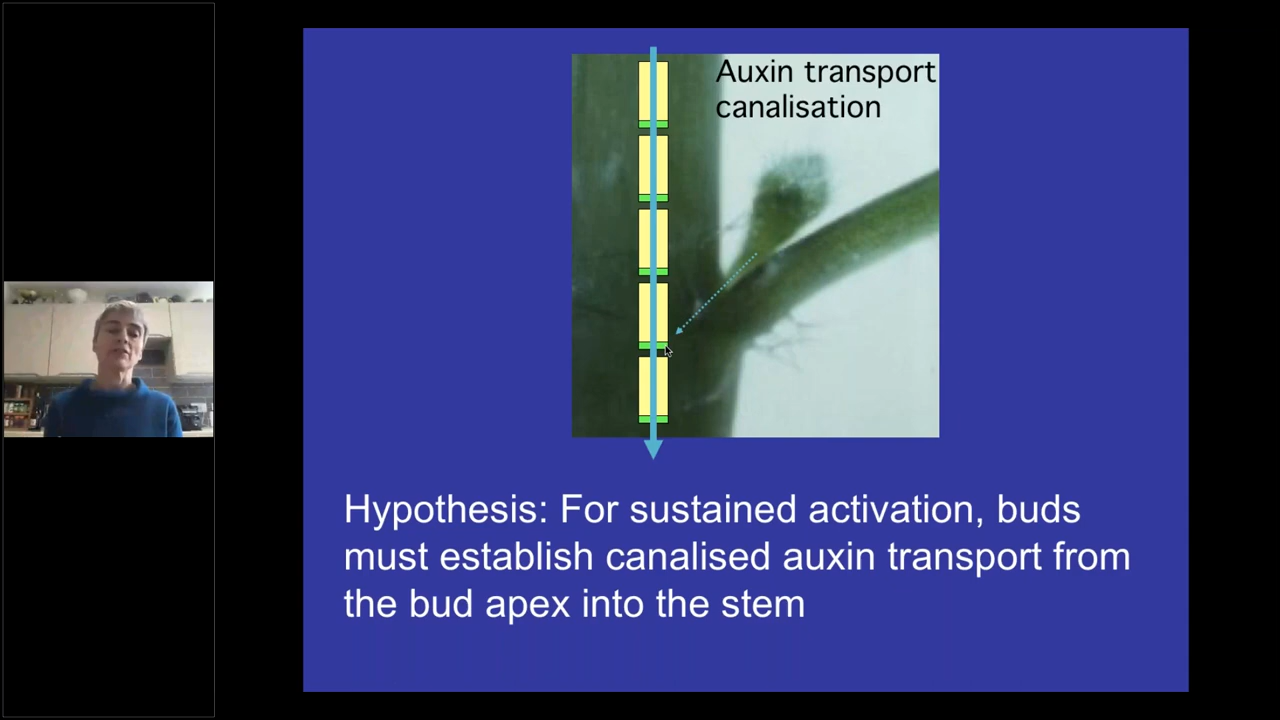 Auxin transport
canalisation
Hypothesis: For sustained activation, buds
must establish canalised auxin transport from
the bud apex into the stem